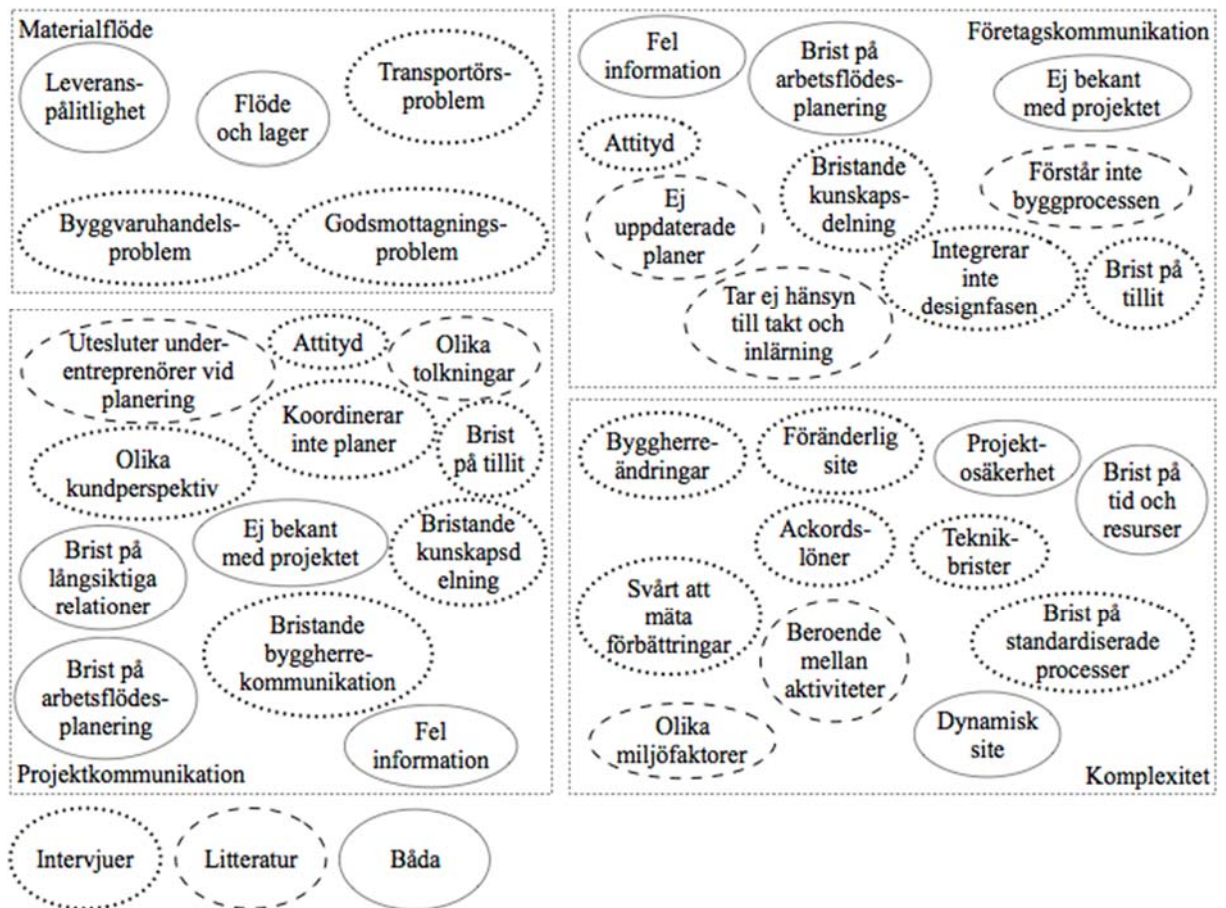 Materialflöde
Leverans-
pålitlighet
Flöde
och lager
Transportörs-
problem
Byggvaruhandels-
problem
Godsmottagnings-
problem
Företagskommunikation
Fel
information
Brist på
arbetsflödes-
planering
Ej bekant
med projektet
Attityd
Ej
uppdaterade
planer
Bristande
kunskaps-
delning
Förstår inte
byggprocessen
Tar ej hänsyn
till takt och
inlärning
Integrerar
inte
designfasen
Brist på
tillit
Utesluter under-
entreprenörer vid
planering
Attityd
Olika
tolkningar
Koordinerar
inte planer
Brist
på tillit
Olika
kundperspektiv
Ej bekant
med projektet
Bristande
kunskapsd
elning
Brist på
långsiktiga
relationer
Bristande
byggherre-
kommunikation
Brist på
arbetsflödes-
planering
Fel
information
Projektkommunikation
Byggherre-
ändringar
Föränderlig
site
Projekt-
osäkerhet
Brist på
tid och
resurser
Ackords-
löner
Teknik-
brister
Svårt att
mäta
förbättringar
Beroende
mellan
aktiviteter
Brist på
standardiserade
processer
Olika
miljöfaktorer
Dynamisk
site
Komplexitet
Intervjuer
Litteratur
Båda